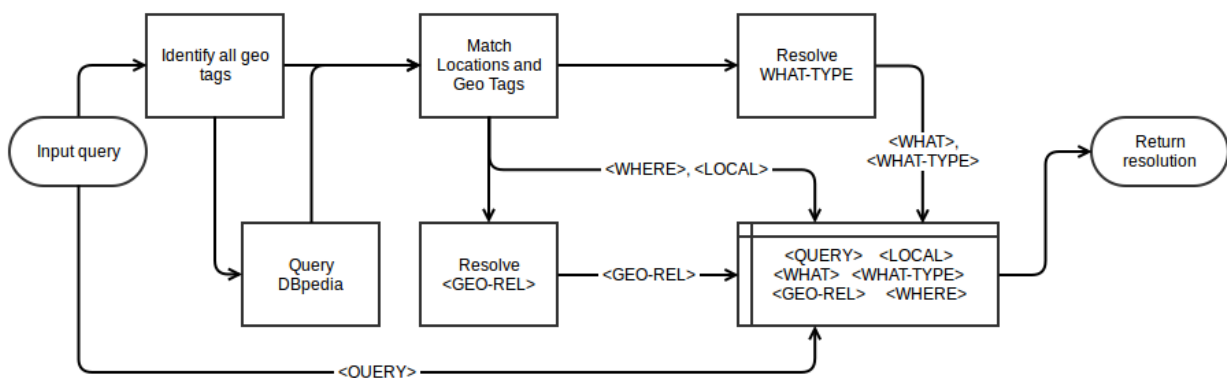 Identify all geo
tags
Match
Locations and
Geo Tags
Resolve
WHAT-TYPE
Input query
<WHAT>,
<WHAT-TYPE>
Return
resolution
<WHERE>, <LOCAL>
Query
DBpedia
Resolve
<GEO-REL>
<GEO-REL>
<QUERY> <LOCAL>
<WHAT> <WHAT-TYPE>
<GEO-REL> <WHERE>
<QUERY>